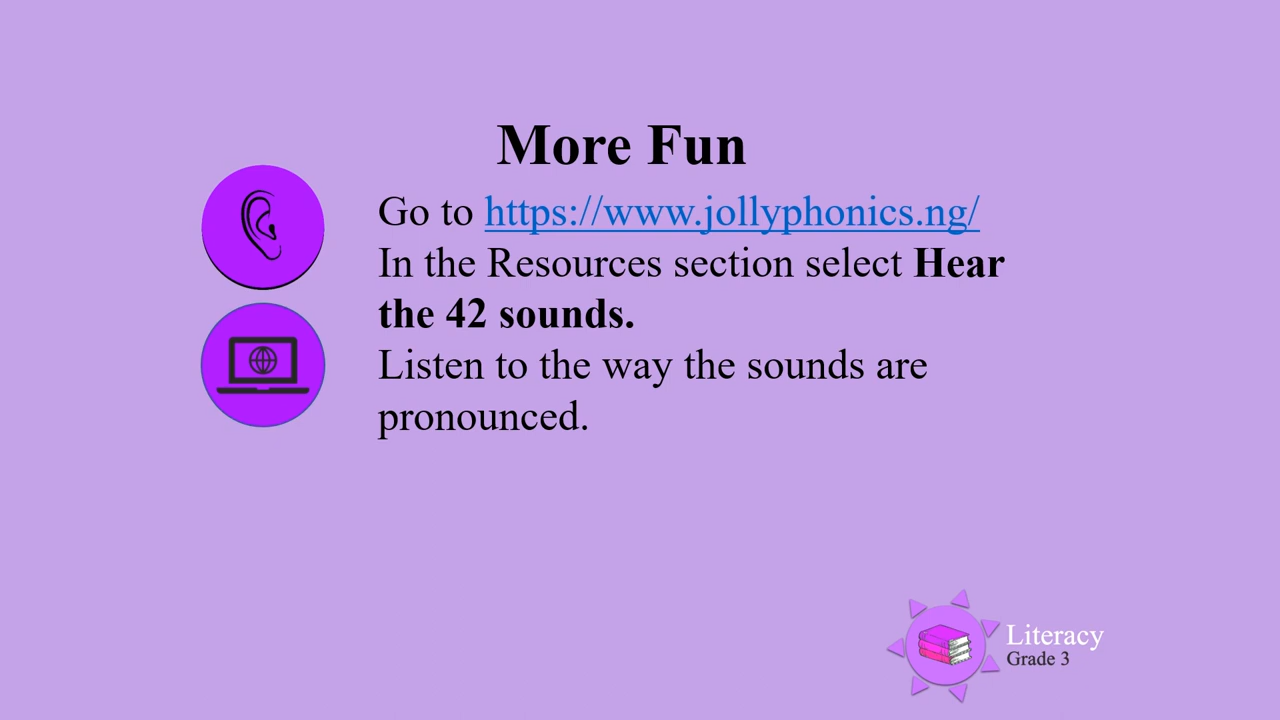 More Fun
Go to https://www.jollyphonics.ng/
In the Resources section select Hear
the 42 sounds.
Listen to the way the sounds are
pronounced.
Literacy
Grade 3